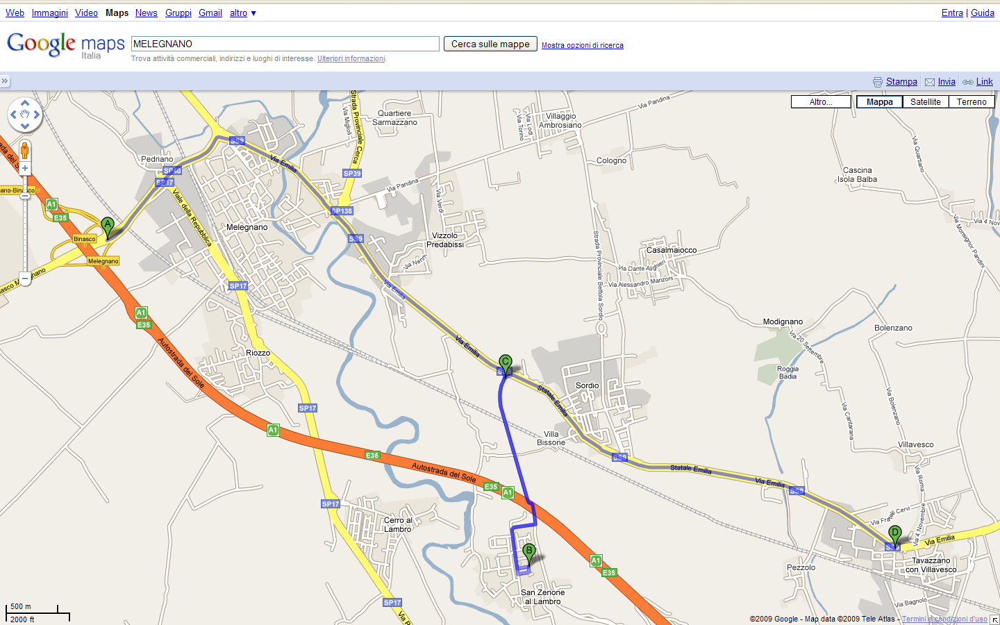 Web Immagini Video Maps News Gruppi Gmail altro ▼
Entra | Guida
Google maps
Italia
MELEGNANO
Cerca sulle mappe
Mostra opzioni di ricerca
Trova attività commerciali, indirizzi e luoghi di interesse. Ulteriori informazioni.
Stampa
Invia
Link
Altro...
Mappa
Satellite
Terreno
Strada Provinciale Cerca
Via Miglioli
Quartiere
Sarmazzano
Via Torino
Via Lodi
Villaggio
Ambrosiano
Via Pandina
SS9
Pedriano
SP40
SP17
Via Emilia
SP39
Via Pandina
Cologno
Via Quartiano
Cascina
Isola Balba
A1
E35
A
Binasco
Melegnano
Viale della Repubblica
Melegnano
SP138
SS9
Via Verdi
Vizzolo
Predabissi
Via Nenni
Strada Provinciale Bettola Sordio
Casalmaiocco
Via Dante Alighieri
Via Alessandro Manzoni
Via Monsignor Pandini
SP17
Via Emilia
A1
E35
Autostrada del Sole
Riozzo
Via Emilia
C
Modignano
Via 20 Settembre
Bolenzano
Roggia
Badia
Statale Emilia
Sordio
Via Cantarana
Via Bolenzano
SP17
A1
Villa
Bissone
Villavesco
E35
Autostrada del Sole
SS9
Statale Emilia
Via Emilia
SS9
Via Roma
E35
A1
SP17
Cerro al
Lambro
Via Fratelli Cervi
Via 4 Novembre
D
Via Emilia
B
A1
E35
Pezzolo
Tavazzano
con Villavesco
San Zenone
al Lambro
SP17
Via Bagnolo
500 m
2000 ft
©2009 Google - Map data ©2009 Tele Atlas - Termini e condizioni d'uso